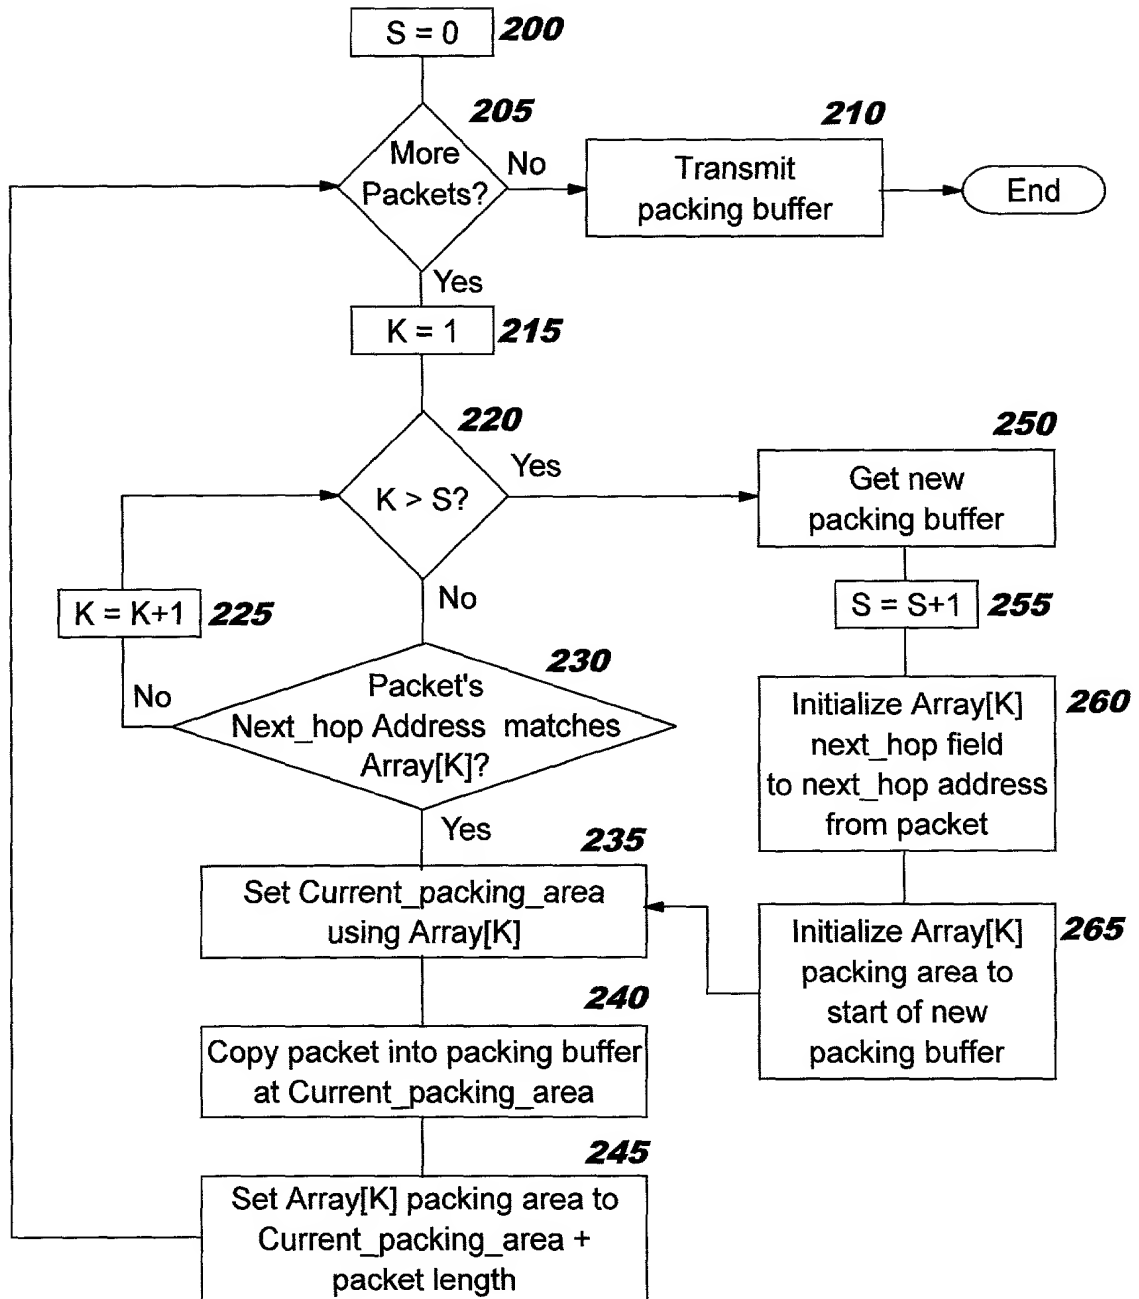 S = 0
200
205
More
Packets?
No
210
Transmit
packing buffer
End
Yes
K = 1
215
220
K > S?
Yes
250
Get new
packing buffer
No
K = K+1
225
S = S+1
255
230
Packet's
Next_hop Address matches
Array[K]?
No
Initialize Array[K]
next_hop field
to next_hop address
from packet
260
Yes
235
Set Current_packing_area
using Array[K]
Initialize Array[K]
packing area to
start of new
packing buffer
265
240
Copy packet into packing buffer
at Current_packing_area
245
Set Array[K] packing area to
Current_packing_area +
packet length